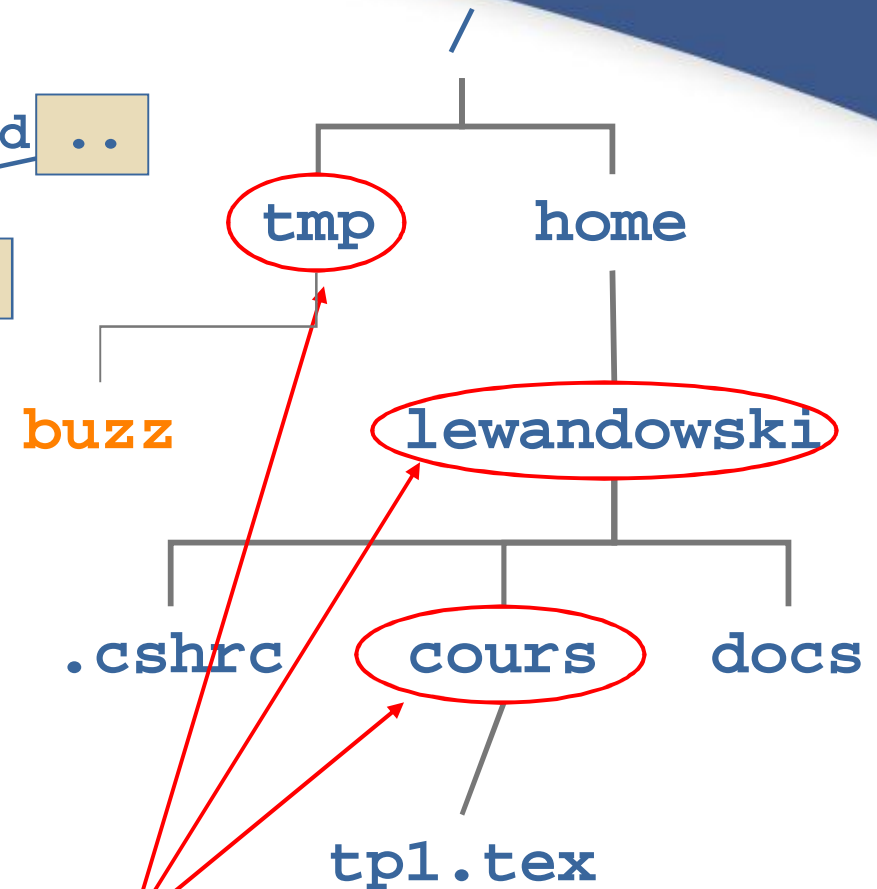 /
d ..
tmp home
buzz lewandowski
.cshrc cours docs
tp1.tex